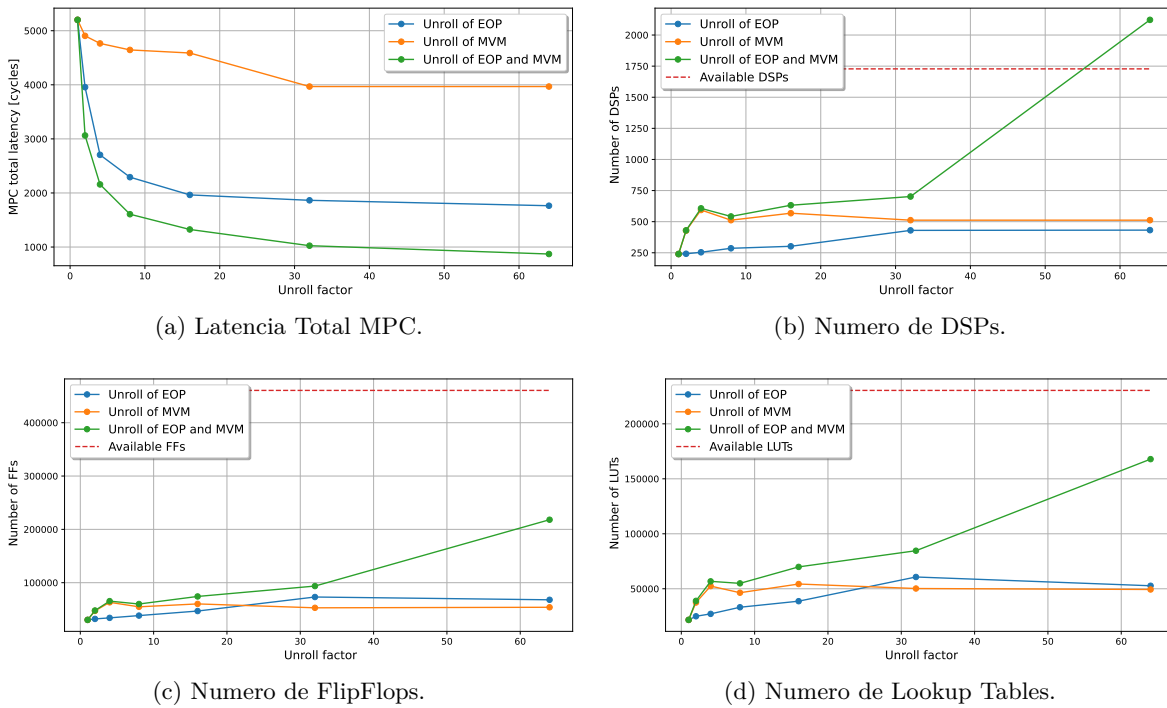 5000
4000
3000
2000
1000
MPC total latency [cycles]
Unroll of EOP
Unroll of MVM
Unroll of EOP and MVM
0 10 20 30 40 50 60
Unroll factor
(a) Latencia Total MPC.
2000
1750
1500
1250
1000
750
500
250
Number of DSPs
Unroll of EOP
Unroll of MVM
Unroll of EOP and MVM
Available DSPs
0 10 20 30 40 50 60
Unroll factor
(b) Numero de DSPs.
400000
300000
200000
100000
Number of FFs
Unroll of EOP
Unroll of MVM
Unroll of EOP and MVM
Available FFs
0 10 20 30 40 50 60
Unroll factor
(c) Numero de FlipFlops.
200000
150000
100000
50000
Number of LUTs
Unroll of EOP
Unroll of MVM
Unroll of EOP and MVM
Available LUTs
0 10 20 30 40 50 60
Unroll factor
(d) Numero de Lookup Tables.